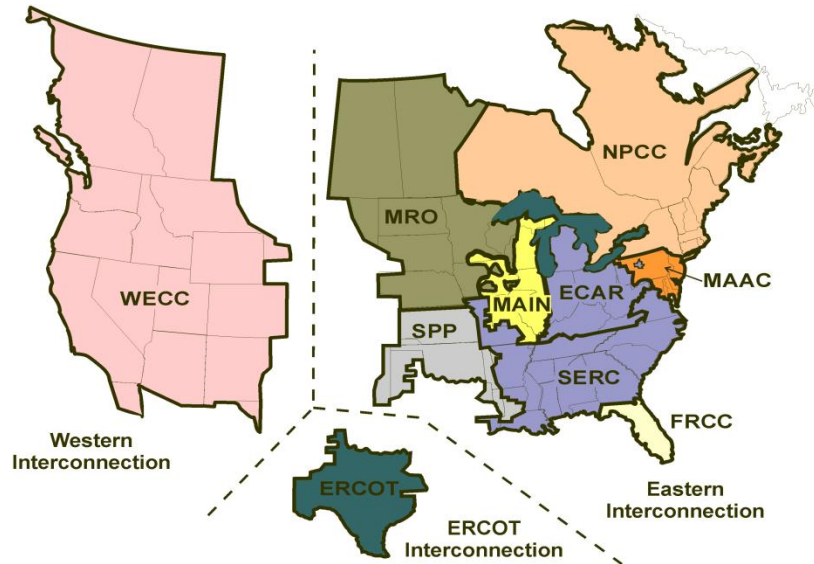 NPCC
MRO
MAAC
WECC
MAIN
ECAR
SPP
SERC
FRCC
Western
Interconnection
ERCOT
Eastern
Interconnection
ERCOT
Interconnection